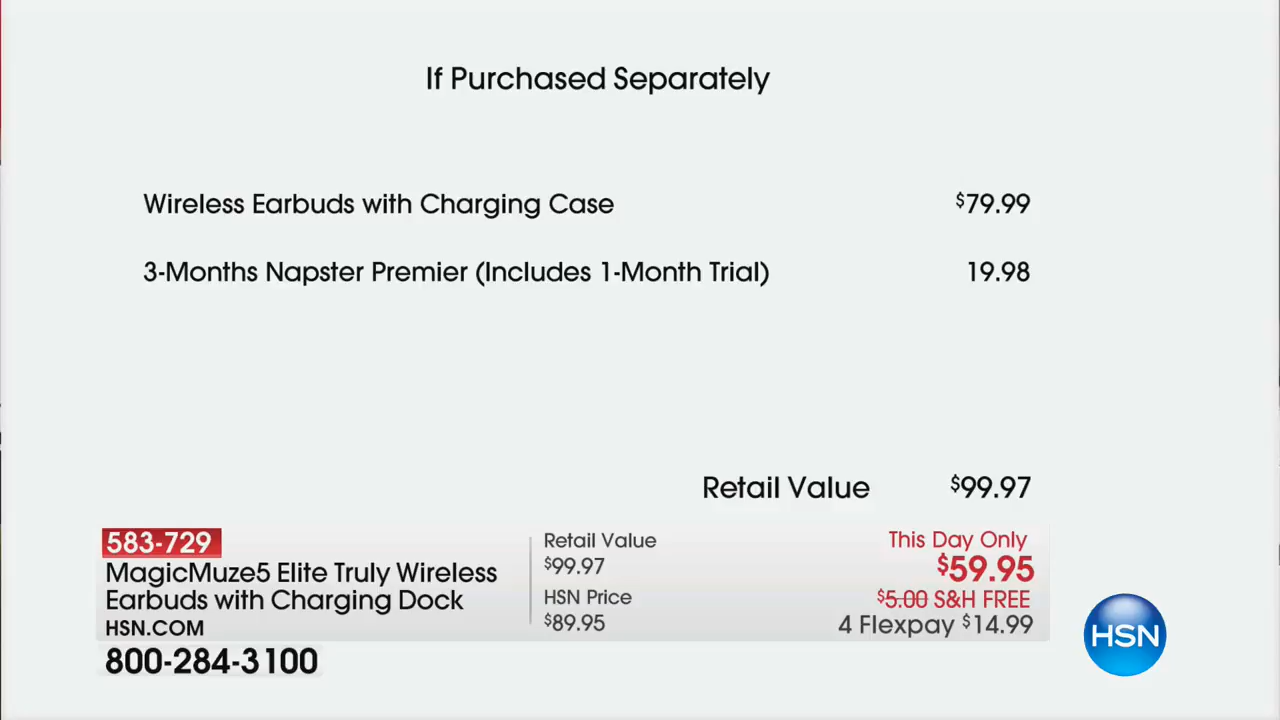 If Purchased Separately
Wireless Earbuds with Charging Case $79.99
3-Months Napster Premier (Includes 1-Month Trial) 19.98
Retail Value $99.97
583-729
MagicMuze5 Elite Truly Wireless
Earbuds with Charging Dock
HSN.COM
800-284-3100
Retail Value
$99.97
HSN Price
$89.95
This Day Only
$59.95
$5.00 S&H FREE
4 Flexpay $14.99
HSN